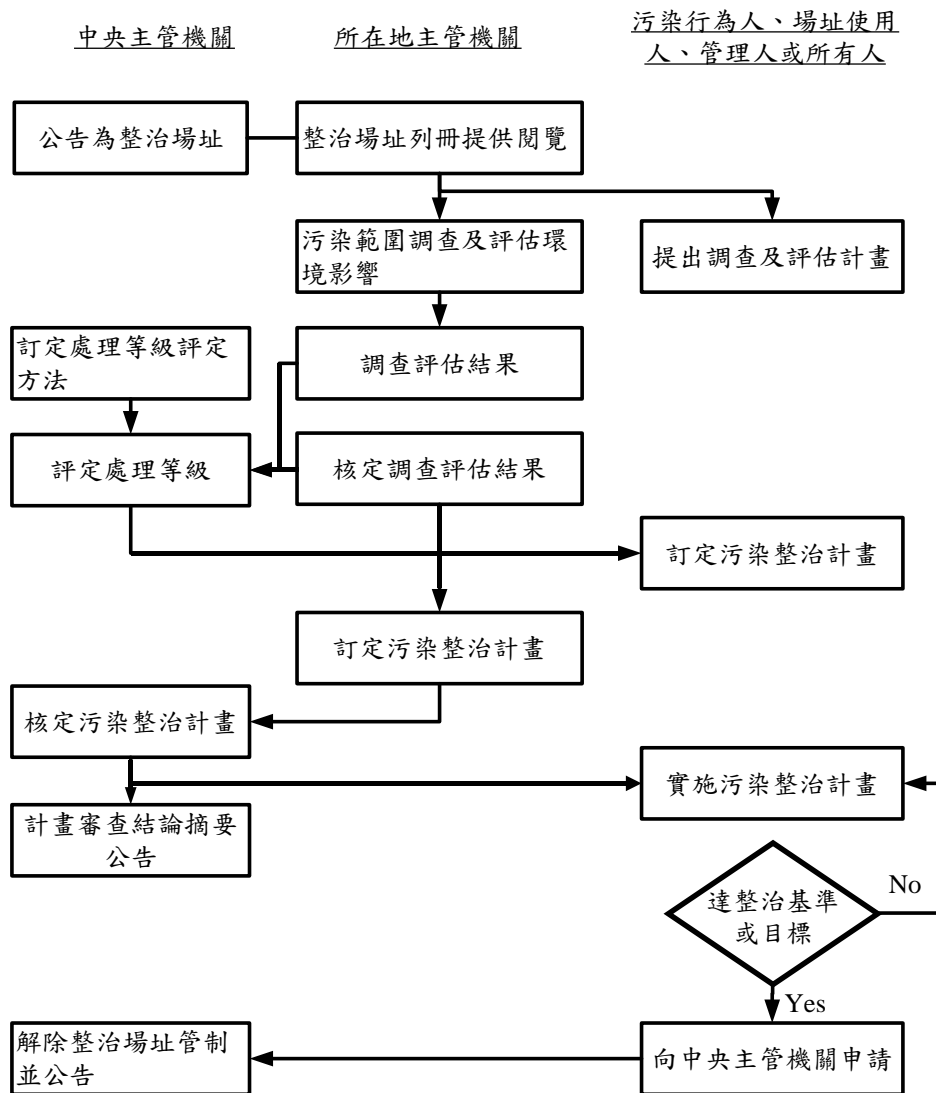 中央主管機關
所在地主管機關
污染行為人、場址使用
人、管理人或所有人
公告為整治場址
整治場址列冊提供閱覽
污染範圍調查及評估環
境影響
提出調查及評估計畫
訂定處理等級評定
方法
調查評估結果
評定處理等級
核定調查評估結果
訂定污染整治計畫
訂定污染整治計畫
核定污染整治計畫
實施污染整治計畫
計畫審查結論摘要
公告
達整治基準
或目標
No
Yes
解除整治場址管制
並公告
向中央主管機關申請